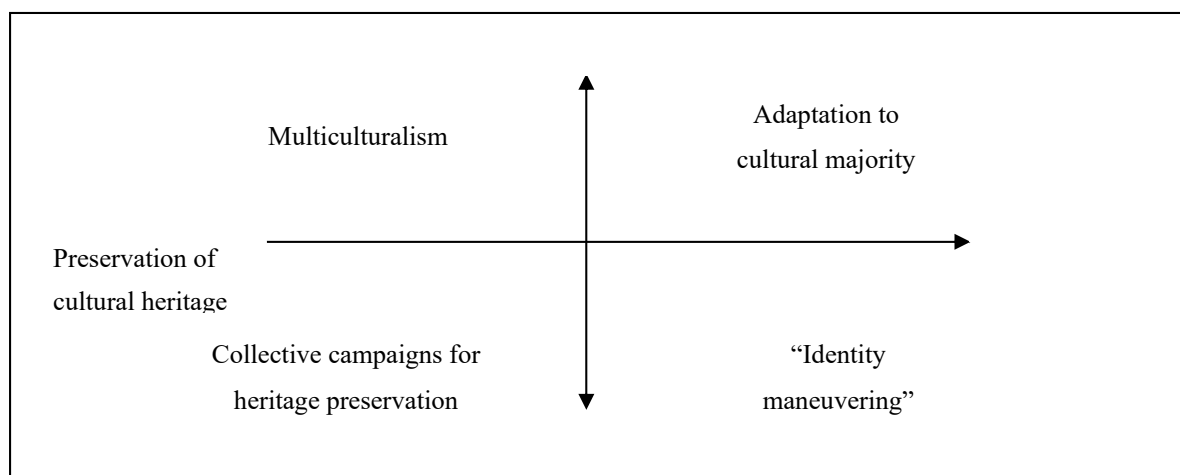 Multiculturalism
Adaptation to
cultural majority
Preservation of
cultural heritage
Collective campaigns for
heritage preservation
“Identity
maneuvering”